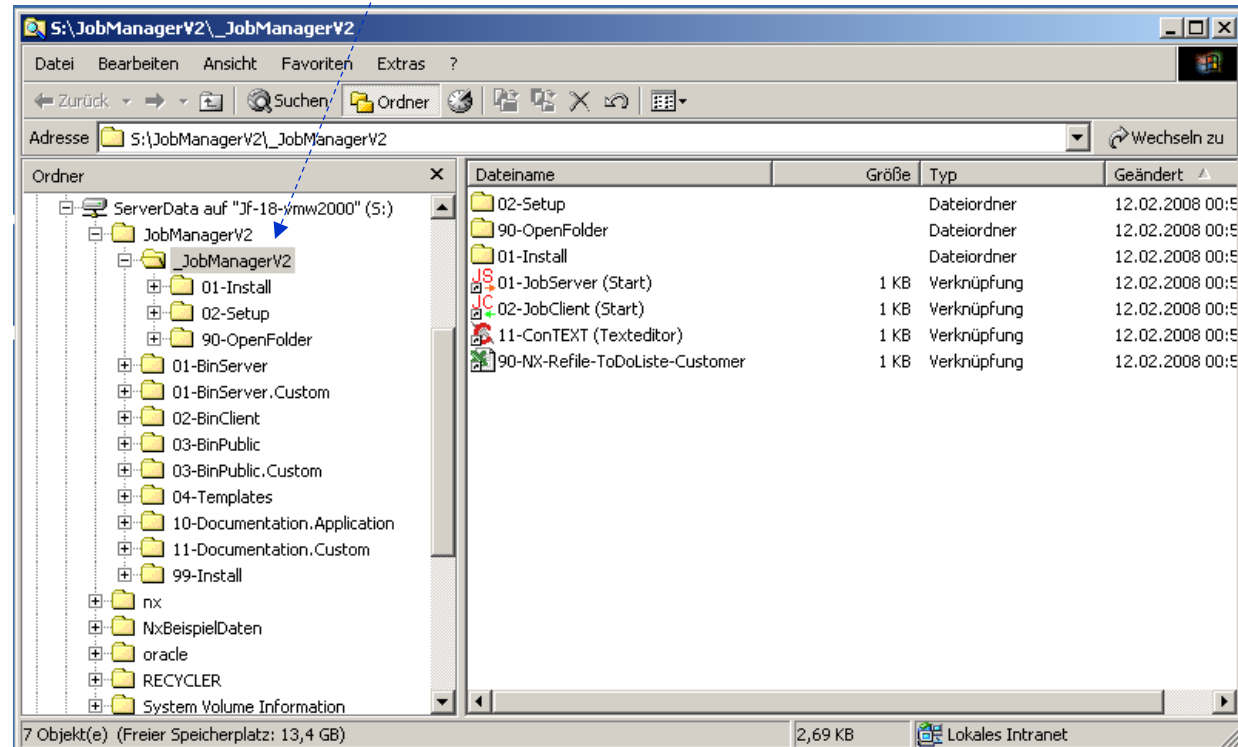 S:\JobManagerV2\_JobManagerV2
Datei Bearbeiten Ansicht Favoriten Extras ?
Zurück Suchen Ordner
Adresse S:\JobManagerV2\_JobManagerV2 Wechseln zu
Ordner
ServerData auf "Jf-18-vmw2000" (S:)
JobManagerV2
_JobManagerV2
01-Install
02-Setup
90-OpenFolder
01-BinServer
01-BinServer.Custom
02-BinClient
03-BinPublic
03-BinPublic.Custom
04-Templates
10-Documentation.Application
11-Documentation.Custom
99-Install
nx
NxBeispielDaten
oracle
RECYCLER
System Volume Information
Dateiname Größe Typ Geändert
02-Setup Dateiordner 12.02.2008 00:5
90-OpenFolder Dateiordner 12.02.2008 00:5
01-Install Dateiordner 12.02.2008 00:5
JS 01-JobServer (Start) 1 KB Verknüpfung 12.02.2008 00:5
JC 02-JobClient (Start) 1 KB Verknüpfung 12.02.2008 00:5
11-ConTEXT (Texteditor) 1 KB Verknüpfung 12.02.2008 00:5
90-NX-Refile-ToDoListe-Customer 1 KB Verknüpfung 12.02.2008 00:5
7 Objekt(e) (Freier Speicherplatz: 13,4 GB) 2,69 KB Lokales Intranet